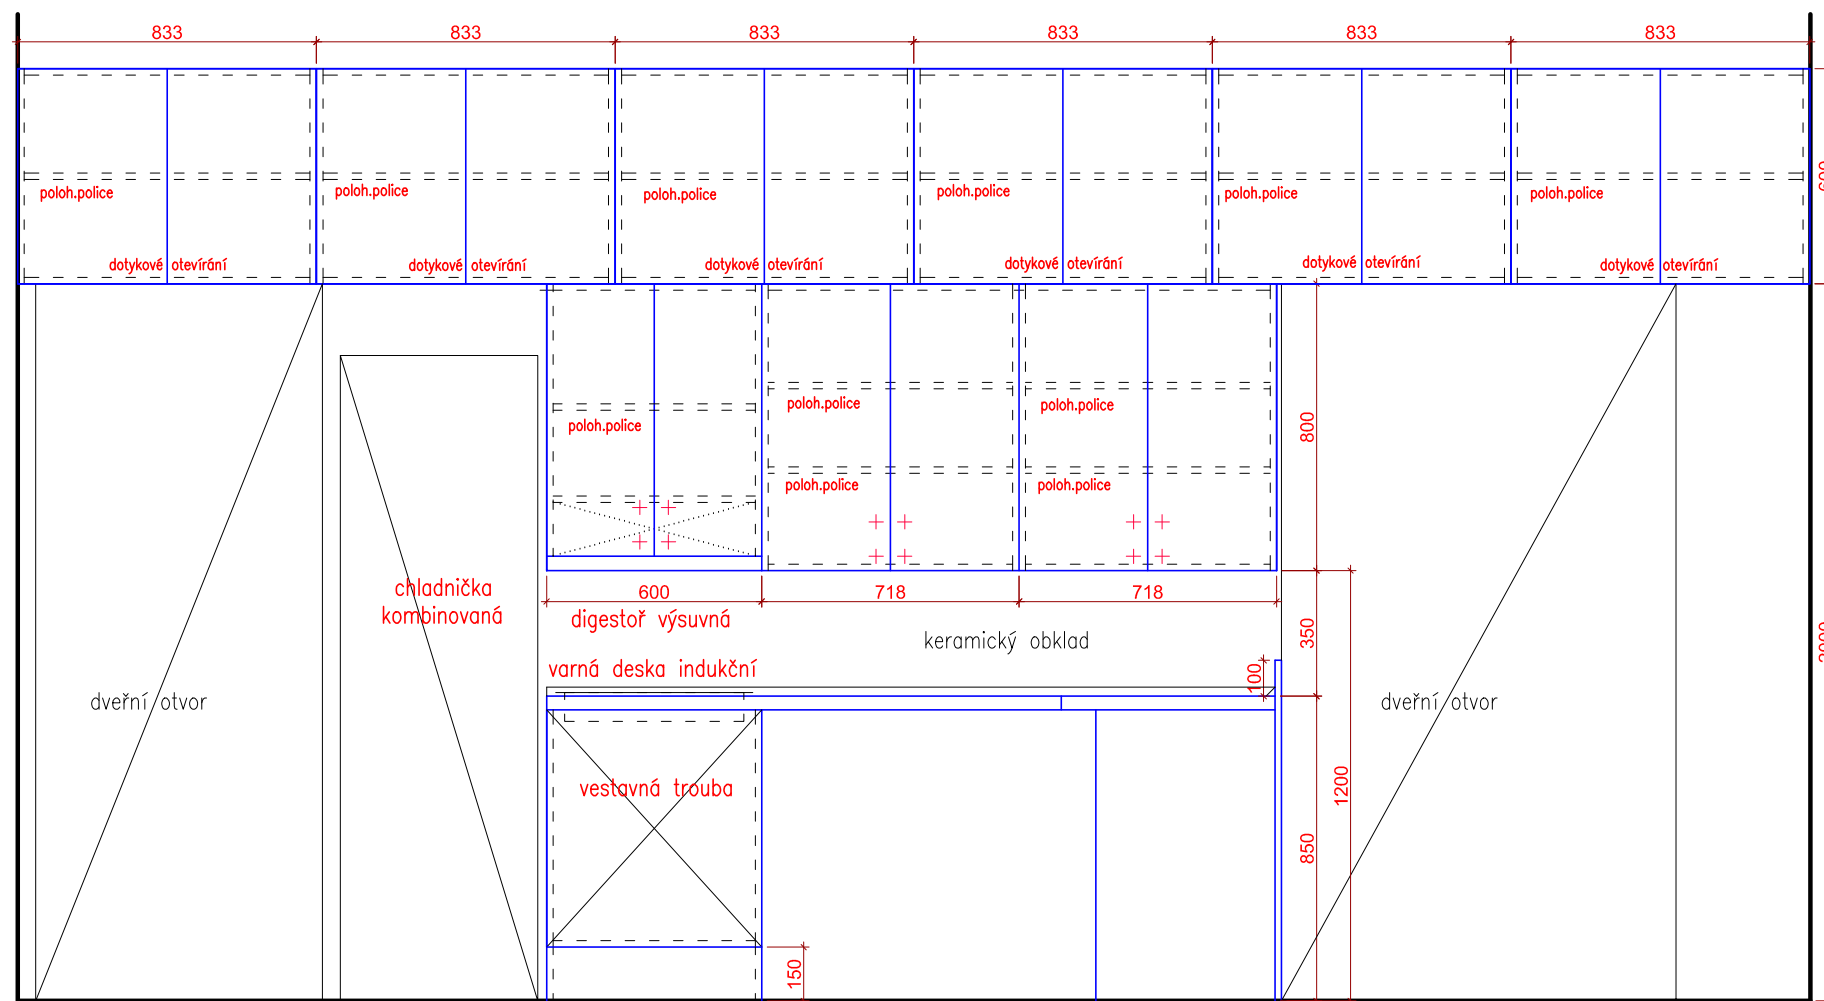 833 833 833 833 833 833
poloh.police poloh.police poloh.police poloh.police poloh.police poloh.police
dotykové otevírání dotykové otevírání dotykové otevírání dotykové otevírání dotykové otevírání dotykové otevírání
poloh.police poloh.police poloh.police
800
poloh.police poloh.police
600 718 718
chladnička
kombinovaná
digestoř výsuvná
keramický obklad
350
varná deska indukční
100
dveřní otvor
dveřní otvor
vestavná trouba
1200
850
150